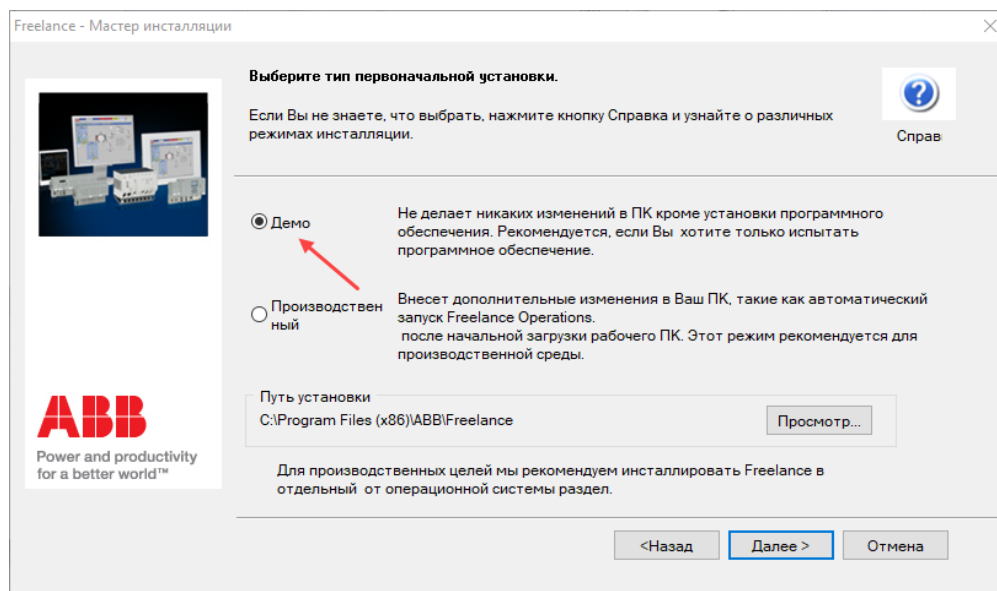 Freelance - Мастер инсталляции
Выберите тип первоначальной установки.
Если Вы не знаете, что выбрать, нажмите кнопку Справка и узнайте о различных
режимах инсталляции.
Справ
Демо
Не делает никаких изменений в ПК кроме установки программного
обеспечения. Рекомендуется, если Вы хотите только испытать
программное обеспечение.
Производствен
ный
Внесет дополнительные изменения в Ваш ПК, такие как автоматический
запуск Freelance Operations.
после начальной загрузки рабочего ПК. Этот режим рекомендуется для
производственной среды.
Путь установки
C:\Program Files (x86)\ABB\Freelance
Просмотр...
ABB
Power and productivity
for a better world™
Для производственных целей мы рекомендуем инсталлировать Freelance в
отдельный от операционной системы раздел.
<Назад
Далее >
Отмена